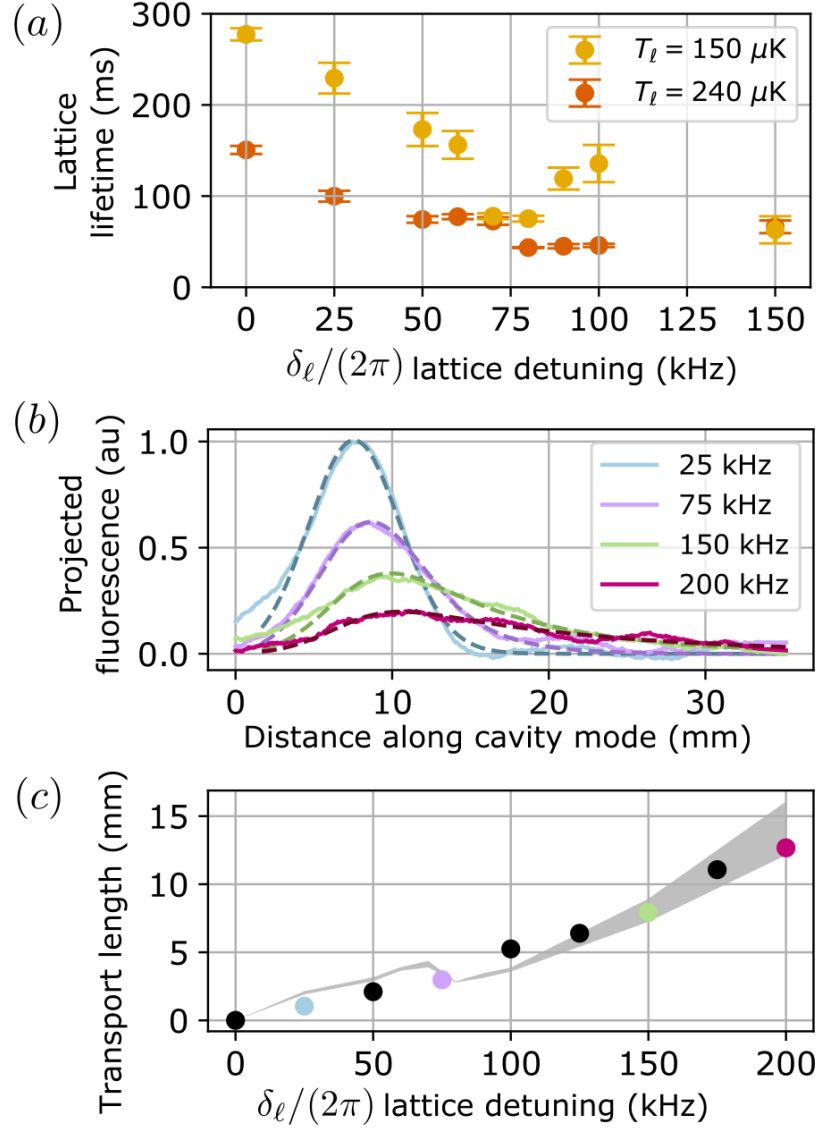 (a)
300
200
100
0
Lattice
lifetime (ms)
T_ℓ = 150 μK
T_ℓ = 240 μK
0 25 50 75 100 125 150
δ_ℓ/(2π) lattice detuning (kHz)
(b)
1.0
0.5
0.0
Projected
fluorescence (au)
25 kHz
75 kHz
150 kHz
200 kHz
0 10 20 30
Distance along cavity mode (mm)
(c)
15
10
5
0
Transport length (mm)
0 50 100 150 200
δ_ℓ/(2π) lattice detuning (kHz)